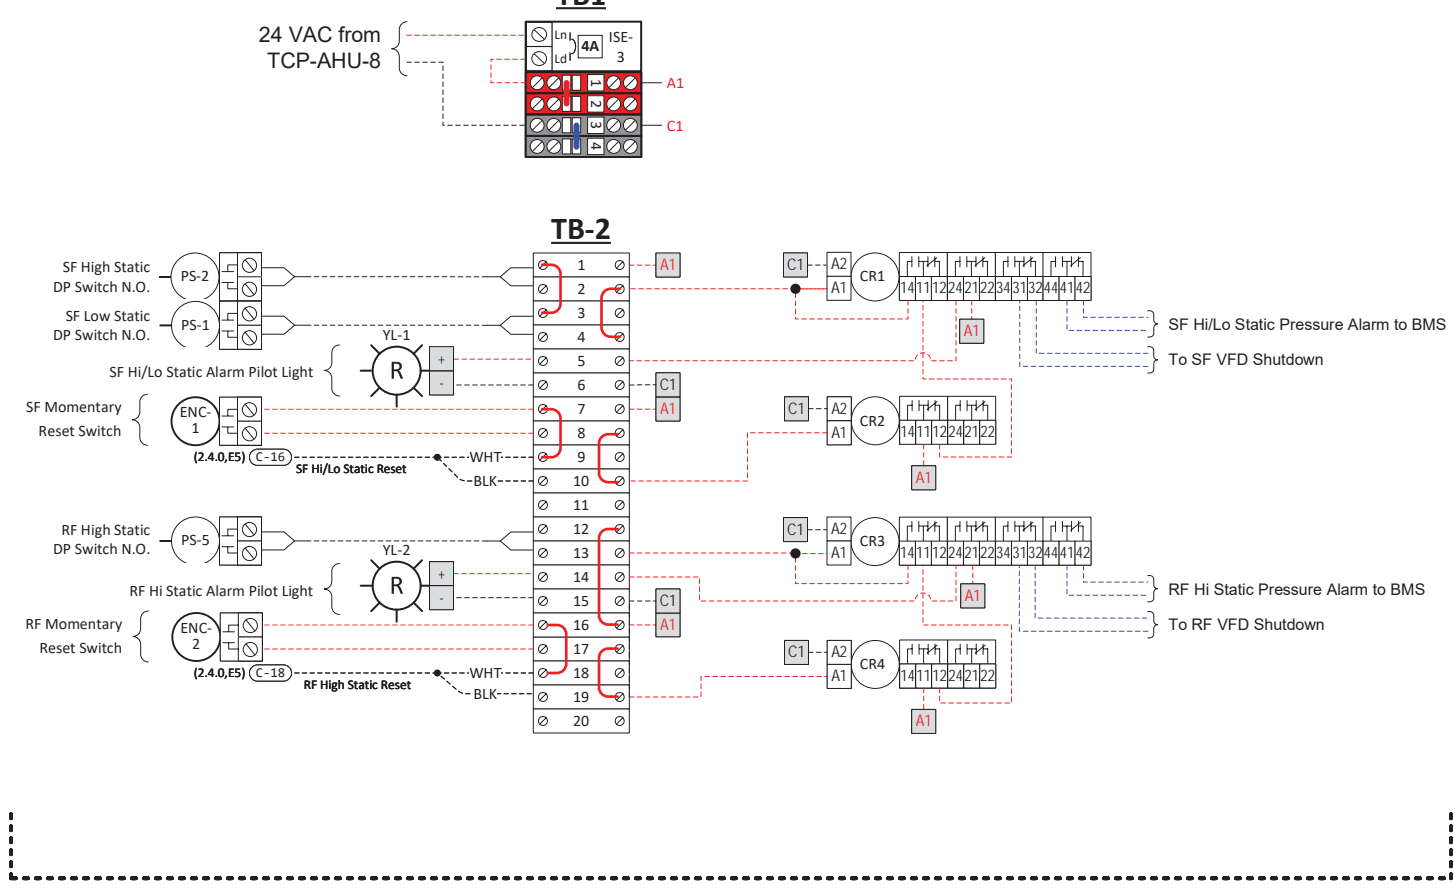 TB1
24 VAC from
TCP-AHU-8
Ln
Ld
4A
ISE-
3
1
A1
2
3
C1
4
TB-2
SF High Static
DP Switch N.O.
PS-2
SF Low Static
DP Switch N.O.
PS-1
YL-1
R
+
-
SF Hi/Lo Static Alarm Pilot Light
SF Momentary
Reset Switch
ENC-
1
(2.4.0,E5)
C-16
SF Hi/Lo Static Reset
WHT
BLK
RF High Static
DP Switch N.O.
PS-5
YL-2
R
+
-
RF Hi Static Alarm Pilot Light
RF Momentary
Reset Switch
ENC-
2
(2.4.0,E5)
C-18
RF High Static Reset
WHT
BLK
1
2
3
4
5
6
7
8
9
10
11
12
13
14
15
16
17
18
19
20
A1
C1
A1
C1
A1
C1
A2
A1
CR1
14 11 12 24 21 22 34 31 32 44 41 42
A1
SF Hi/Lo Static Pressure Alarm to BMS
To SF VFD Shutdown
C1
A2
A1
CR2
14 11 12 24 21 22
A1
C1
A2
A1
CR3
14 11 12 24 21 22 34 31 32 44 41 42
A1
RF Hi Static Pressure Alarm to BMS
To RF VFD Shutdown
C1
A2
A1
CR4
14 11 12 24 21 22
A1